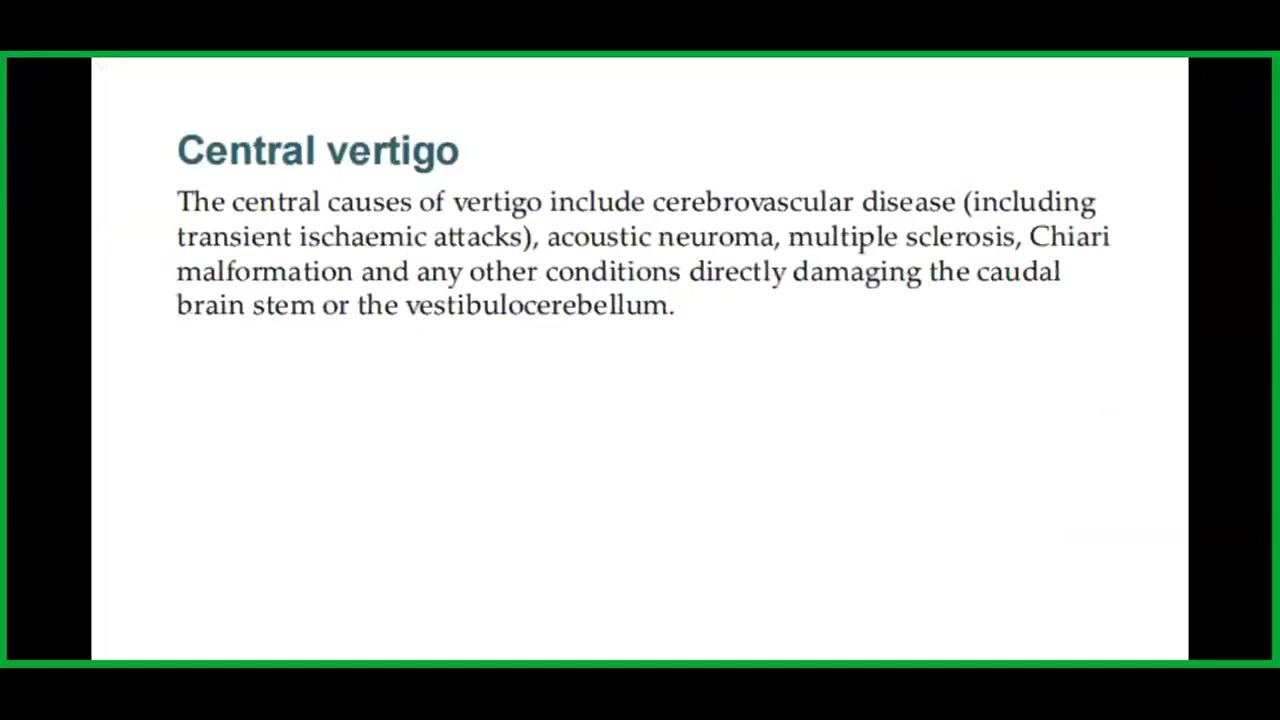 Central vertigo
The central causes of vertigo include cerebrovascular disease (including
transient ischaemic attacks), acoustic neuroma, multiple sclerosis, Chiari
malformation and any other conditions directly damaging the caudal
brain stem or the vestibulocerebellum.